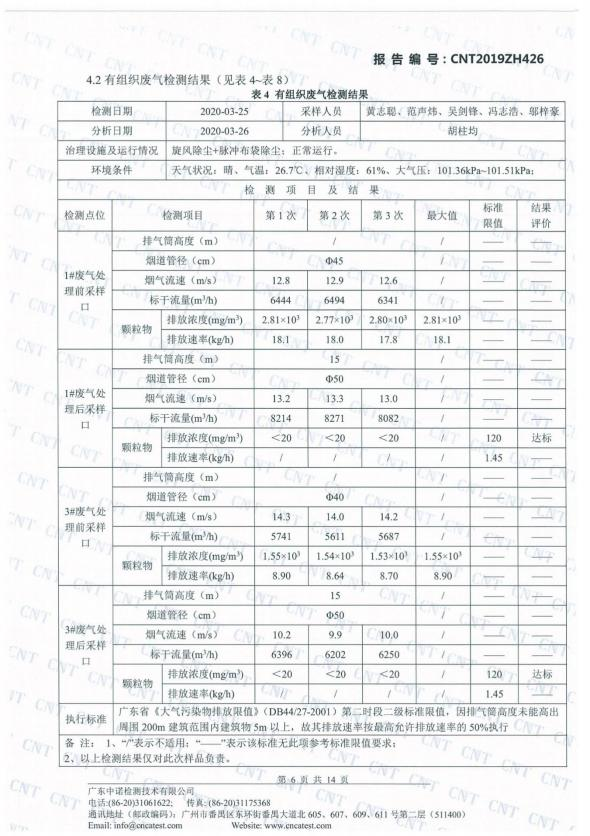 报 告 编 号：CNT2019ZH426
4.2 有组织废气检测结果（见表 4~表 8）
表 4 有组织废气检测结果
检测日期 2020-03-25 采样人员 黄志聪、范声炜、吴剑锋、冯志浩、邬梓豪
分析日期 2020-03-26 分析人员 胡柱均
治理设施及运行情况 旋风除尘+脉冲布袋除尘；正常运行。
环境条件 天气状况：晴、气温：26.7℃、相对湿度：61%、大气压：101.36kPa~101.51kPa；
检 测 项 目 及 结 果
检测点位 检测项目 第 1 次 第 2 次 第 3 次 最大值 标准限值 结果评价
1#废气处理前采样口
排气筒高度（m） / / —— ——
烟道管径（cm） Φ45 / —— ——
烟气流速（m/s） 12.8 12.9 12.6 / —— ——
标干流量(m³/h) 6444 6494 6341 / —— ——
颗粒物 排放浓度(mg/m³) 2.81×10³ 2.77×10³ 2.80×10³ 2.81×10³ —— ——
排放速率(kg/h) 18.1 18.0 17.8 18.1 —— ——
1#废气处理后采样口
排气筒高度（m） 15 / —— ——
烟道管径（cm） Φ50 / —— ——
烟气流速（m/s） 13.2 13.3 13.0 / —— ——
标干流量(m³/h) 8214 8271 8082 / —— ——
颗粒物 排放浓度(mg/m³) ＜20 ＜20 ＜20 / 120 达标
排放速率(kg/h) / / / / 1.45 ——
3#废气处理前采样口
排气筒高度（m） / / —— ——
烟道管径（cm） Φ40 / —— ——
烟气流速（m/s） 14.3 14.0 14.2 / —— ——
标干流量(m³/h) 5741 5611 5687 / —— ——
颗粒物 排放浓度(mg/m³) 1.55×10³ 1.54×10³ 1.53×10³ 1.55×10³ —— ——
排放速率(kg/h) 8.90 8.64 8.70 8.90 —— ——
3#废气处理后采样口
排气筒高度（m） 15 / —— ——
烟道管径（cm） Φ50 / —— ——
烟气流速（m/s） 10.2 9.9 10.0 / —— ——
标干流量(m³/h) 6396 6202 6250 / —— ——
颗粒物 排放浓度(mg/m³) ＜20 ＜20 ＜20 / 120 达标
排放速率(kg/h) / / / / 1.45 ——
执行标准 广东省《大气污染物排放限值》（DB44/27-2001）第二时段二级标准限值，因排气筒高度未能高出
周围 200m 建筑范围内建筑物 5m 以上，故其排放速率按最高允许排放速率的 50%执行
备 注： 1、“/”表示不适用；“——”表示该标准无此项参考标准限值要求；
2、以上检测结果仅对此次样品负责。
第 6 页 共 14 页
广东中诺检测技术有限公司
电话:(86-20)31061622; 传真:(86-20)31175368
通讯地址（邮政编码）：广州市番禺区东环街番禺大道北 605、607、609、611 号第二层（511400）
Email: info@cncatest.com Website: www.cncatest.com